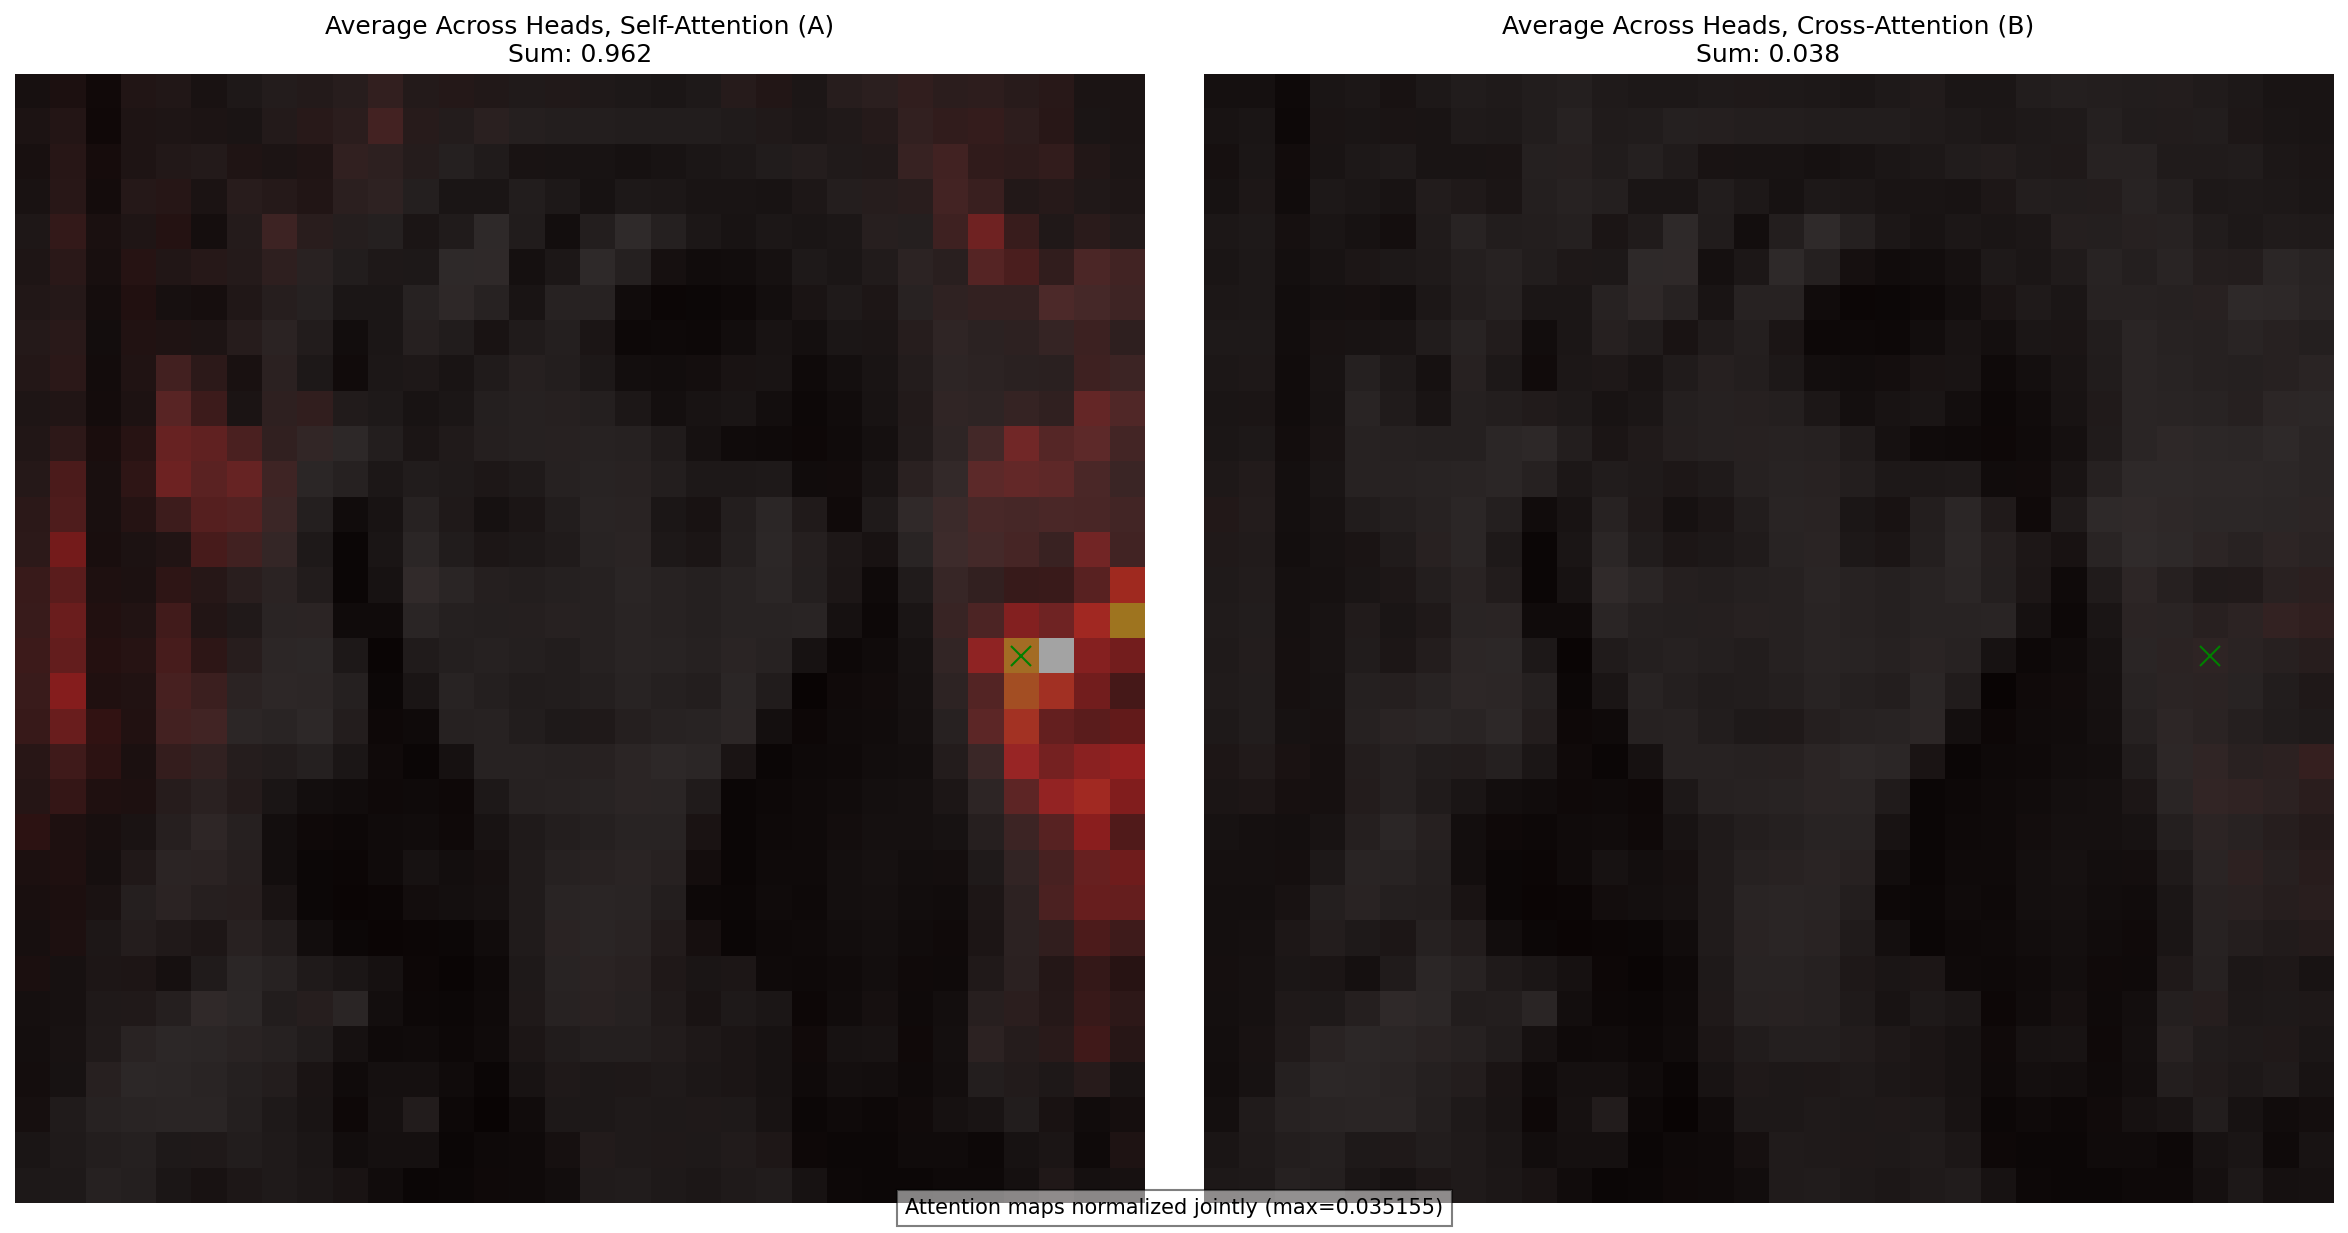 Average Across Heads, Self-Attention (A)
Sum: 0.962
Average Across Heads, Cross-Attention (B)
Sum: 0.038
Attention maps normalized jointly (max=0.035155)